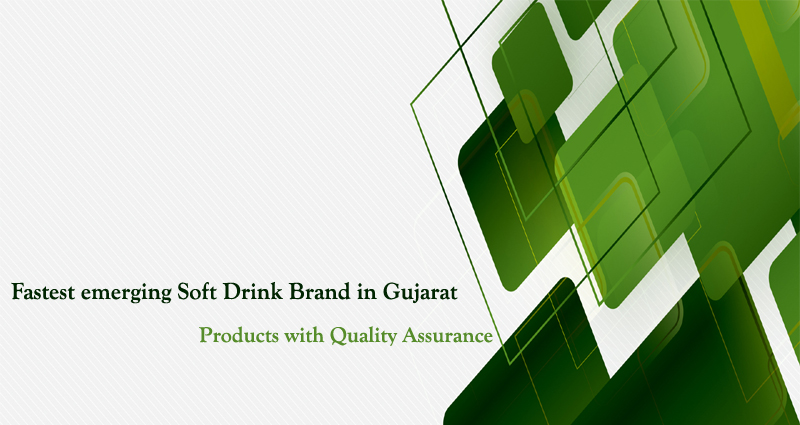 Fastest emerging Soft Drink Brand in Gujarat
Products with Quality Assurance